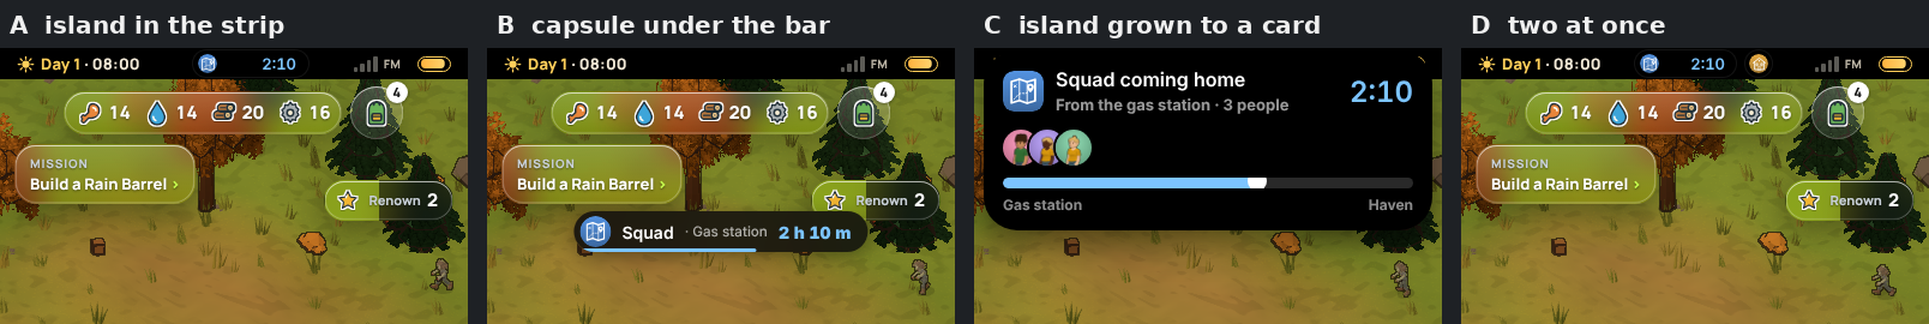 A island in the strip
Day 1 · 08:00
2:10
FM
14 14 20 16
4
MISSION
Build a Rain Barrel ›
Renown 2
B capsule under the bar
Day 1 · 08:00
FM
14 14 20 16
4
MISSION
Build a Rain Barrel ›
Renown 2
Squad · Gas station 2 h 10 m
C island grown to a card
Squad coming home
From the gas station · 3 people
2:10
Gas station
Haven
D two at once
Day 1 · 08:00
2:10
FM
14 14 20 16
4
MISSION
Build a Rain Barrel ›
Renown 2